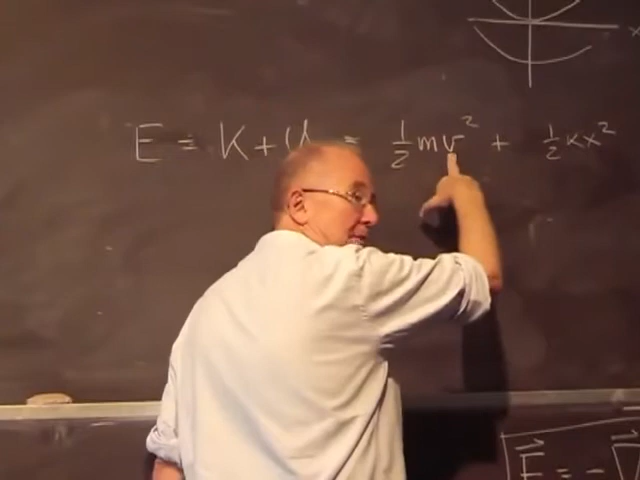 x
E = K + U = ½mv² + ½kx²
F⃗ = -∇